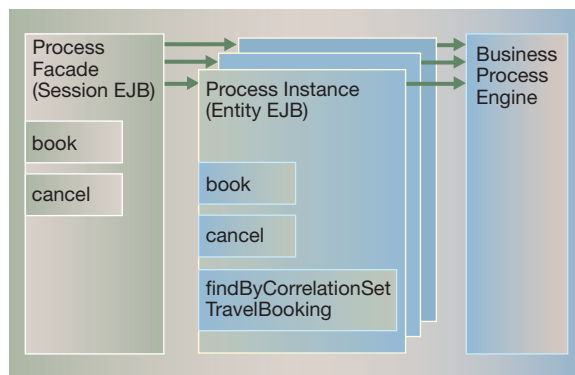 Process
Facade
(Session EJB)
book
cancel
Process Instance
(Entity EJB)
book
cancel
findByCorrelationSet
TravelBooking
Business
Process
Engine